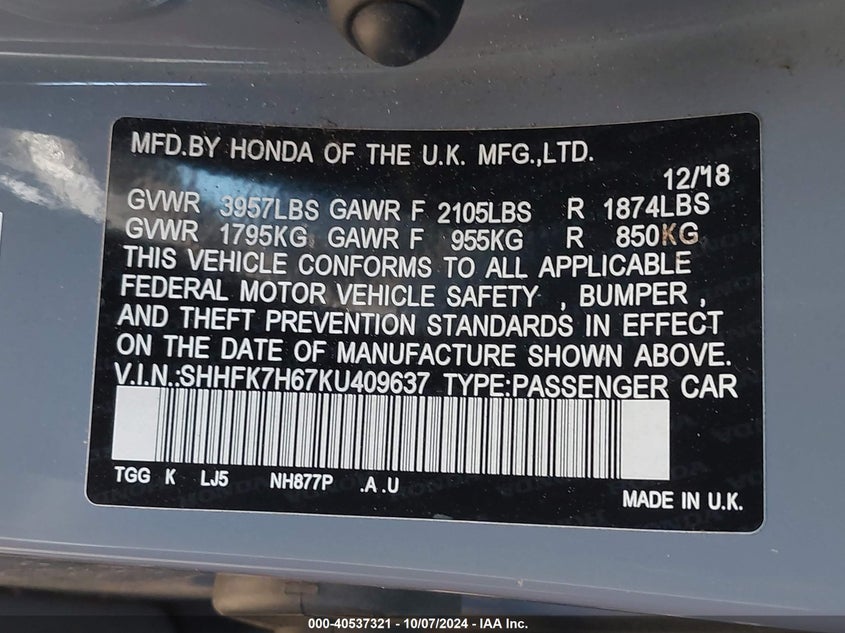 MFD.BY HONDA OF THE U.K. MFG.,LTD.
12/'18
GVWR 3957LBS GAWR F 2105LBS R 1874LBS
GVWR 1795KG GAWR F 955KG R 850KG
THIS VEHICLE CONFORMS TO ALL APPLICABLE
FEDERAL MOTOR VEHICLE SAFETY , BUMPER ,
AND THEFT PREVENTION STANDARDS IN EFFECT
ON THE DATE OF MANUFACTURE SHOWN ABOVE.
V.I.N.:SHHFK7H67KU409637 TYPE:PASSENGER CAR
TGG K LJ5 NH877P .A .U
MADE IN U.K.
000-40537321 - 10/07/2024 - IAA Inc.